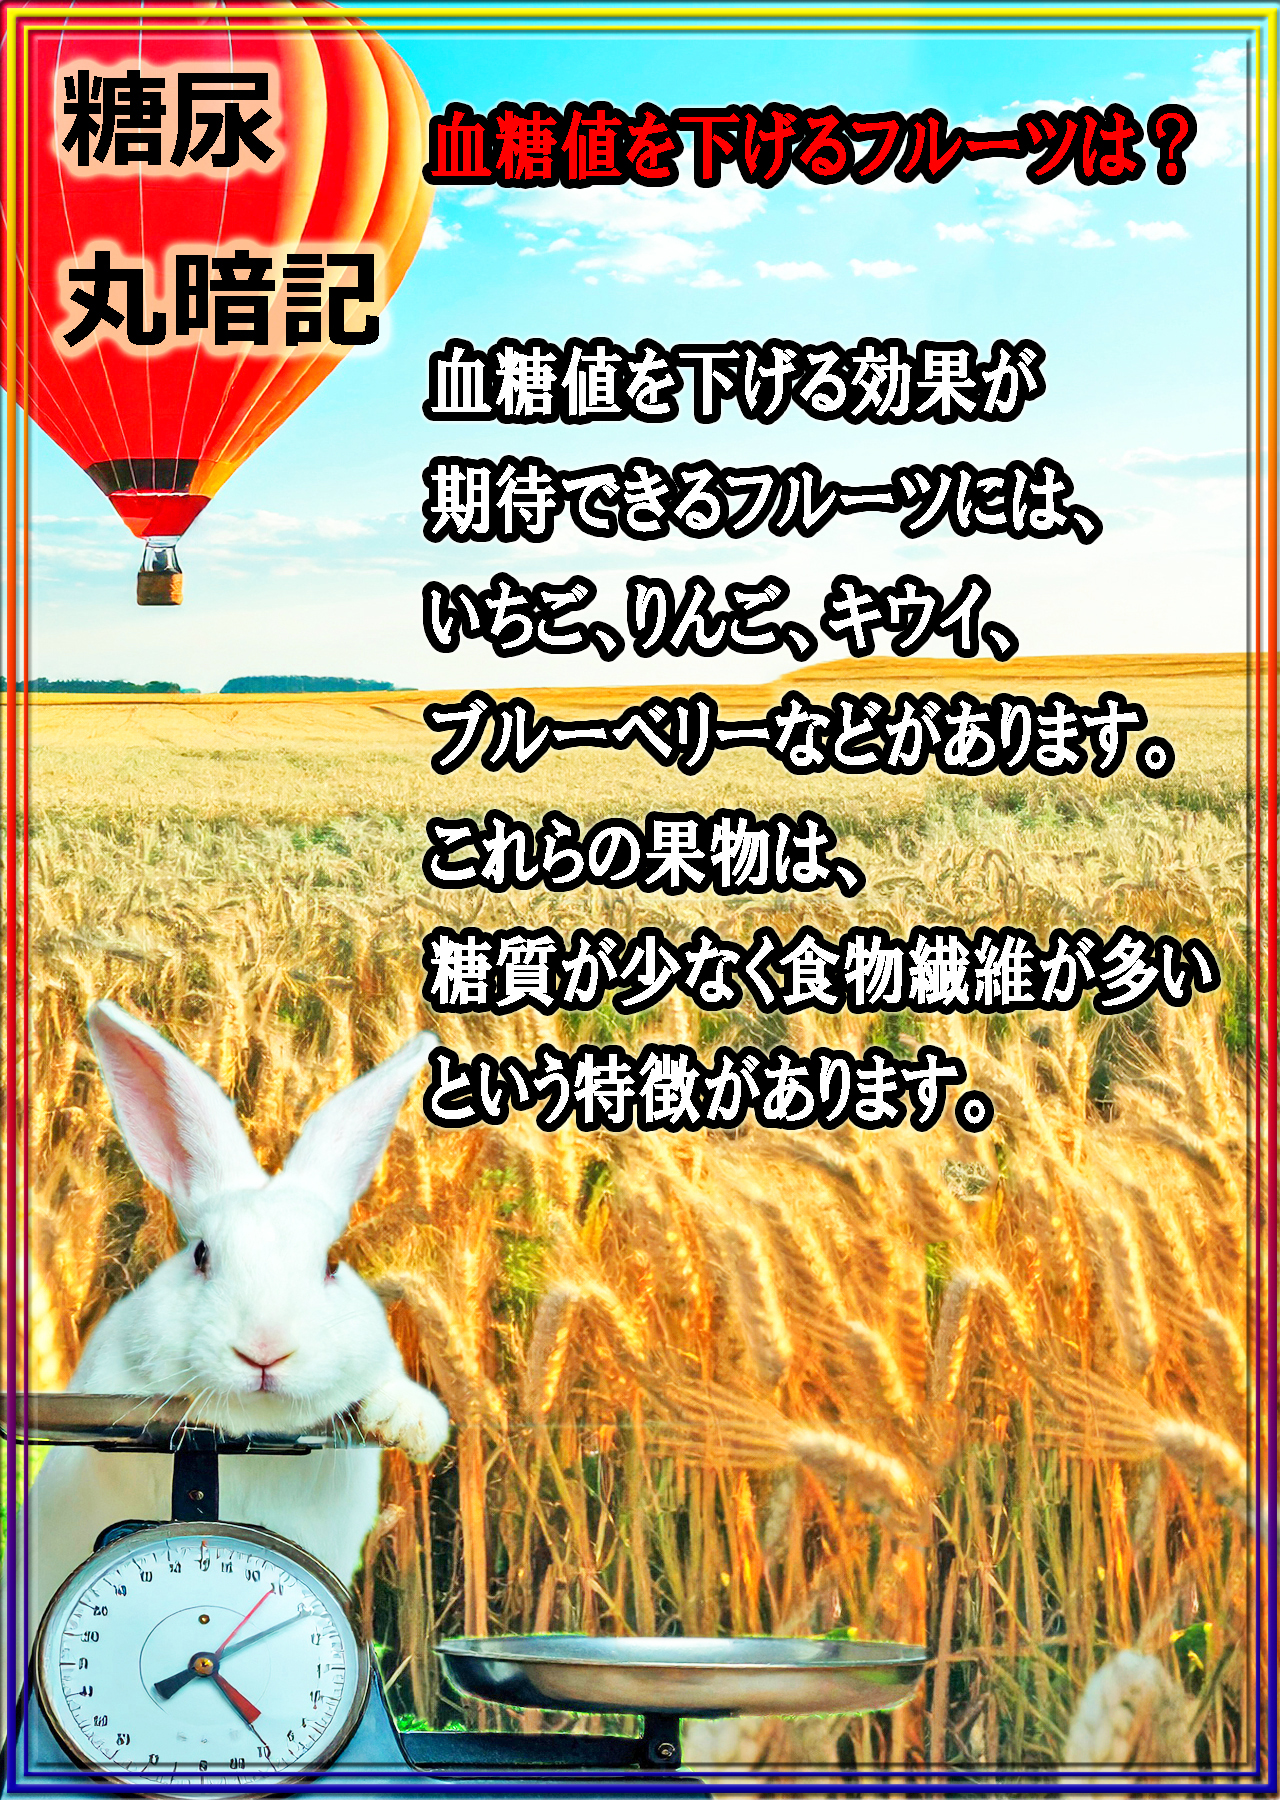 糖尿
丸暗記
血糖値を下げるフルーツは？
血糖値を下げる効果が
期待できるフルーツには、
いちご、りんご、キウイ、
ブルーベリーなどがあります。
これらの果物は、
糖質が少なく食物繊維が多い
という特徴があります。